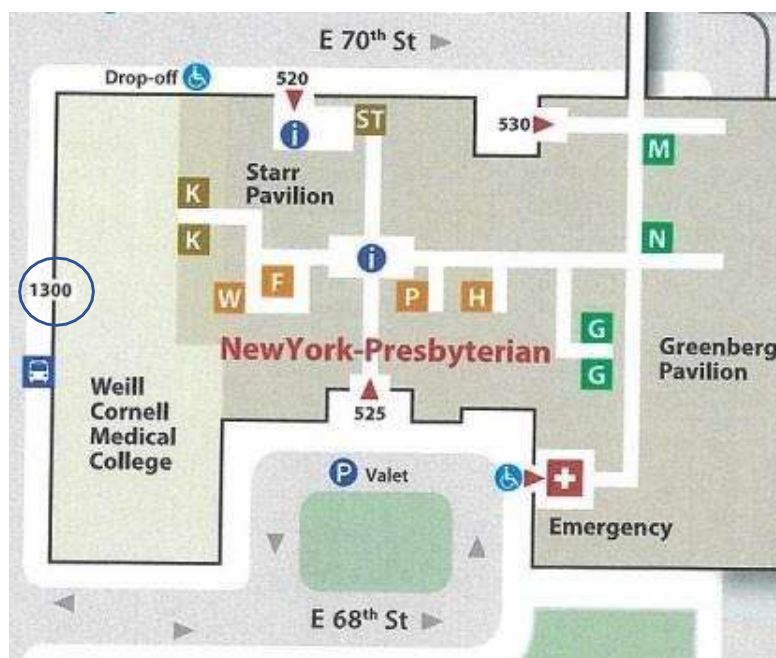 E 70th St
Drop-off
520
ST
530
M
Starr
Pavilion
K
K
N
W
F
P
H
1300
G
G
NewYork-Presbyterian
Greenberg
Pavilion
Weill
Cornell
Medical
College
525
P Valet
Emergency
E 68th St